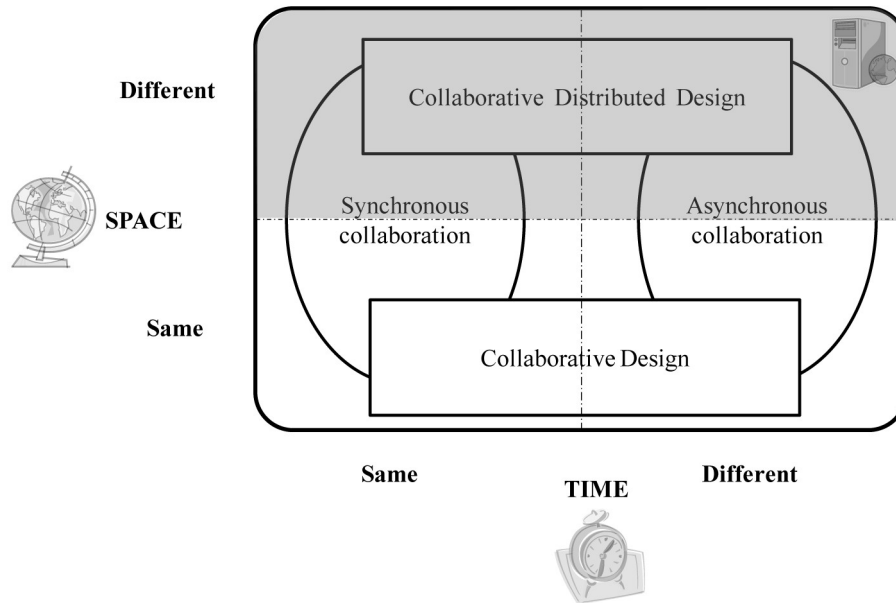 Different
Collaborative Distributed Design
SPACE
Synchronous
collaboration
Asynchronous
collaboration
Same
Collaborative Design
Same
TIME
Different